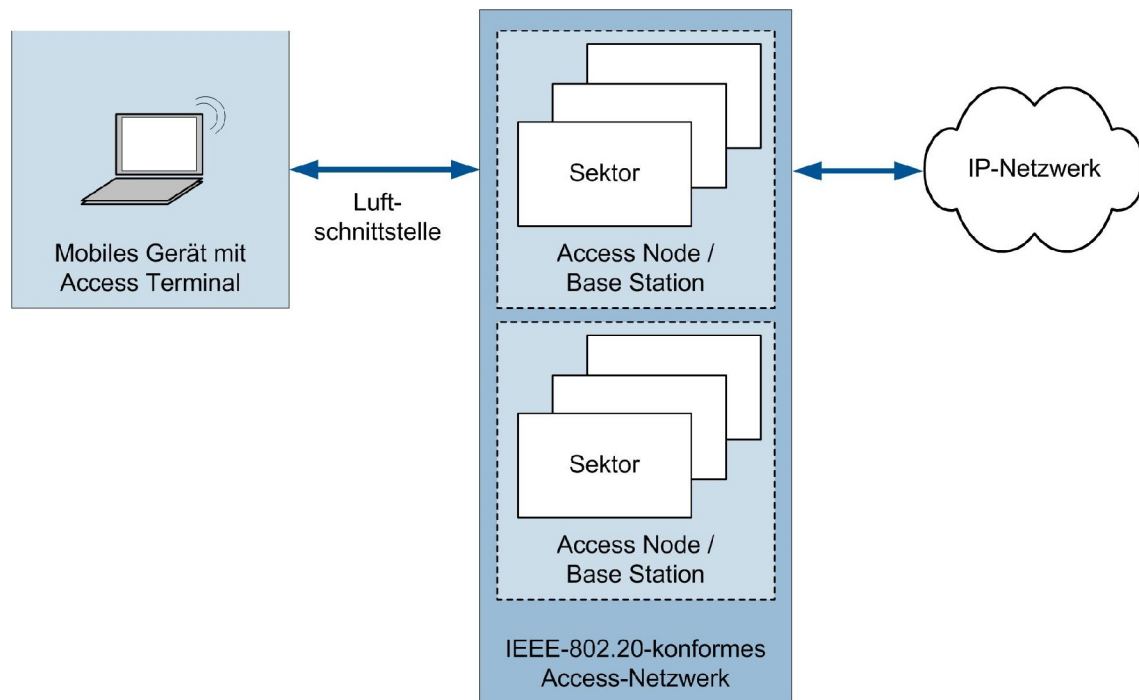 Mobiles Gerät mit
Access Terminal
Luft-
schnittstelle
Sektor
Access Node /
Base Station
Sektor
Access Node /
Base Station
IEEE-802.20-konformes
Access-Netzwerk
IP-Netzwerk